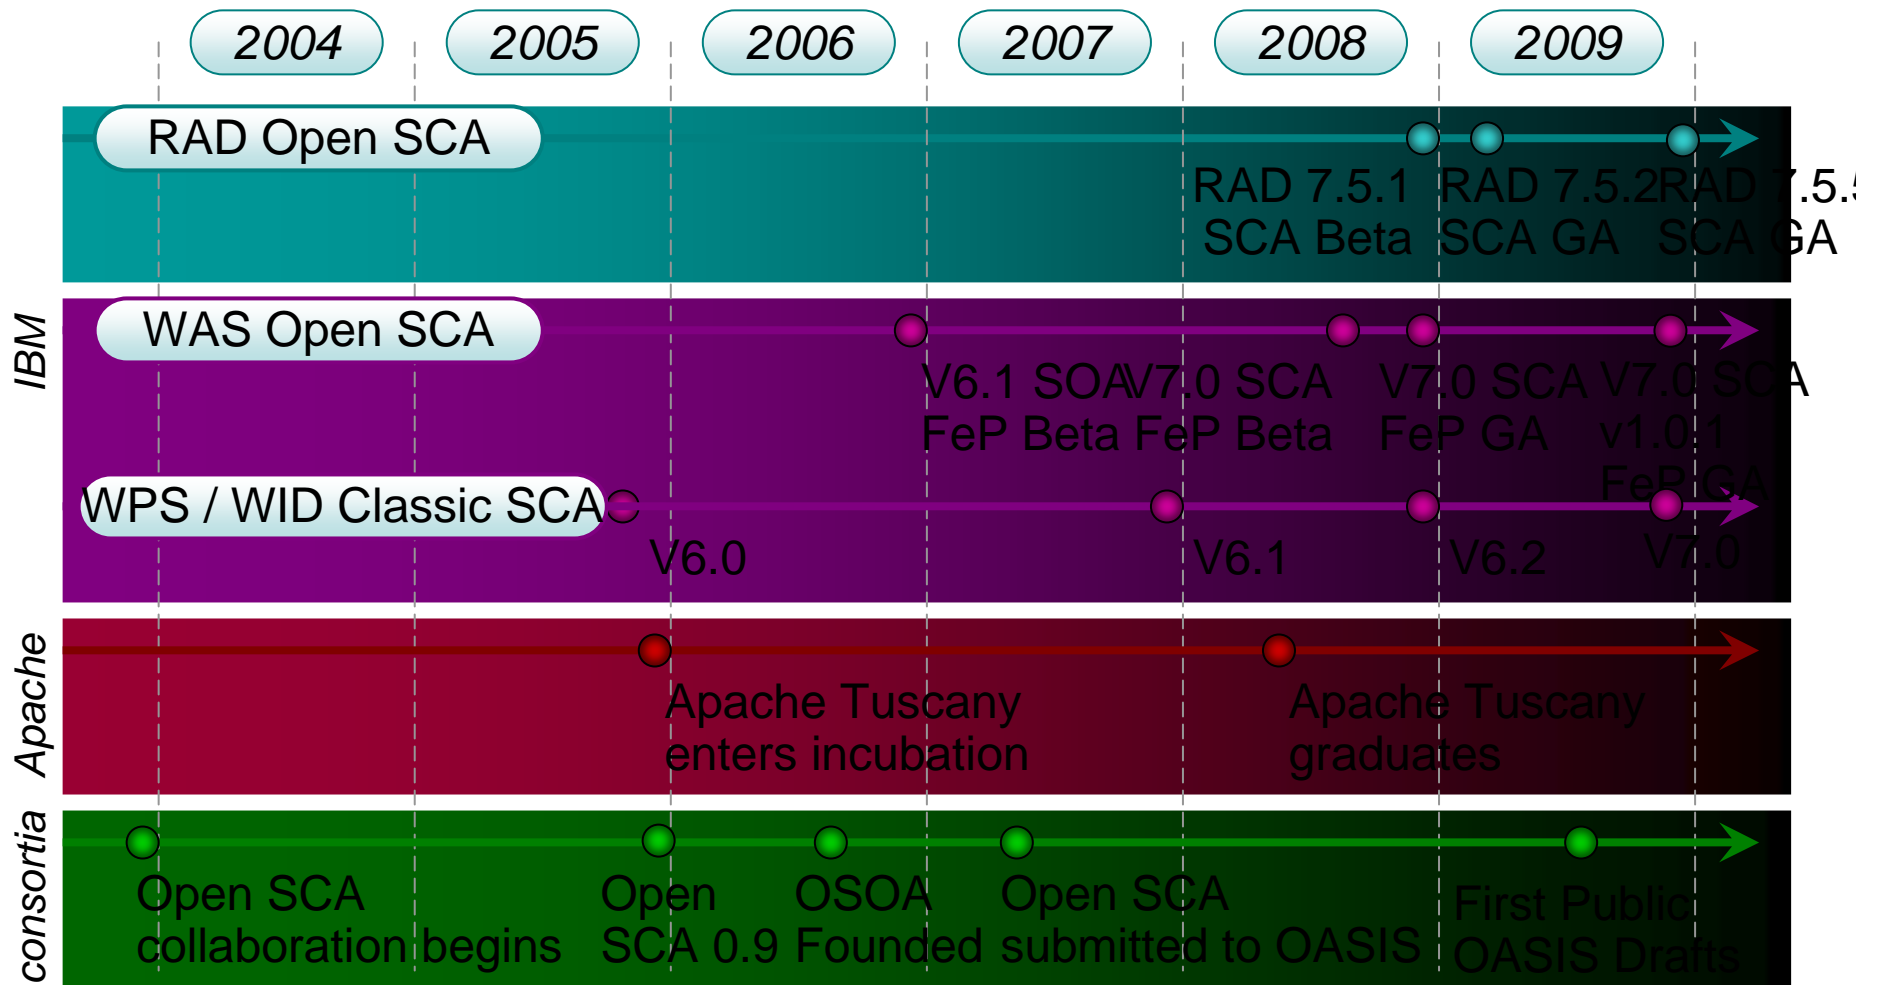 2004 2005 2006 2007 2008 2009
RAD Open SCA
RAD 7.5.1 RAD 7.5.2 RAD 7.5.5
SCA Beta SCA GA SCA GA
IBM
WAS Open SCA
V6.1 SOA V7.0 SCA V7.0 SCA V7.0 SCA
FeP Beta FeP Beta FeP GA v1.0.1
FeP GA
WPS / WID Classic SCA
V6.0 V6.1 V6.2 V7.0
Apache
Apache Tuscany Apache Tuscany
enters incubation graduates
consortia
Open SCA Open OSOA Open SCA First Public
collaboration begins SCA 0.9 Founded submitted to OASIS OASIS Drafts